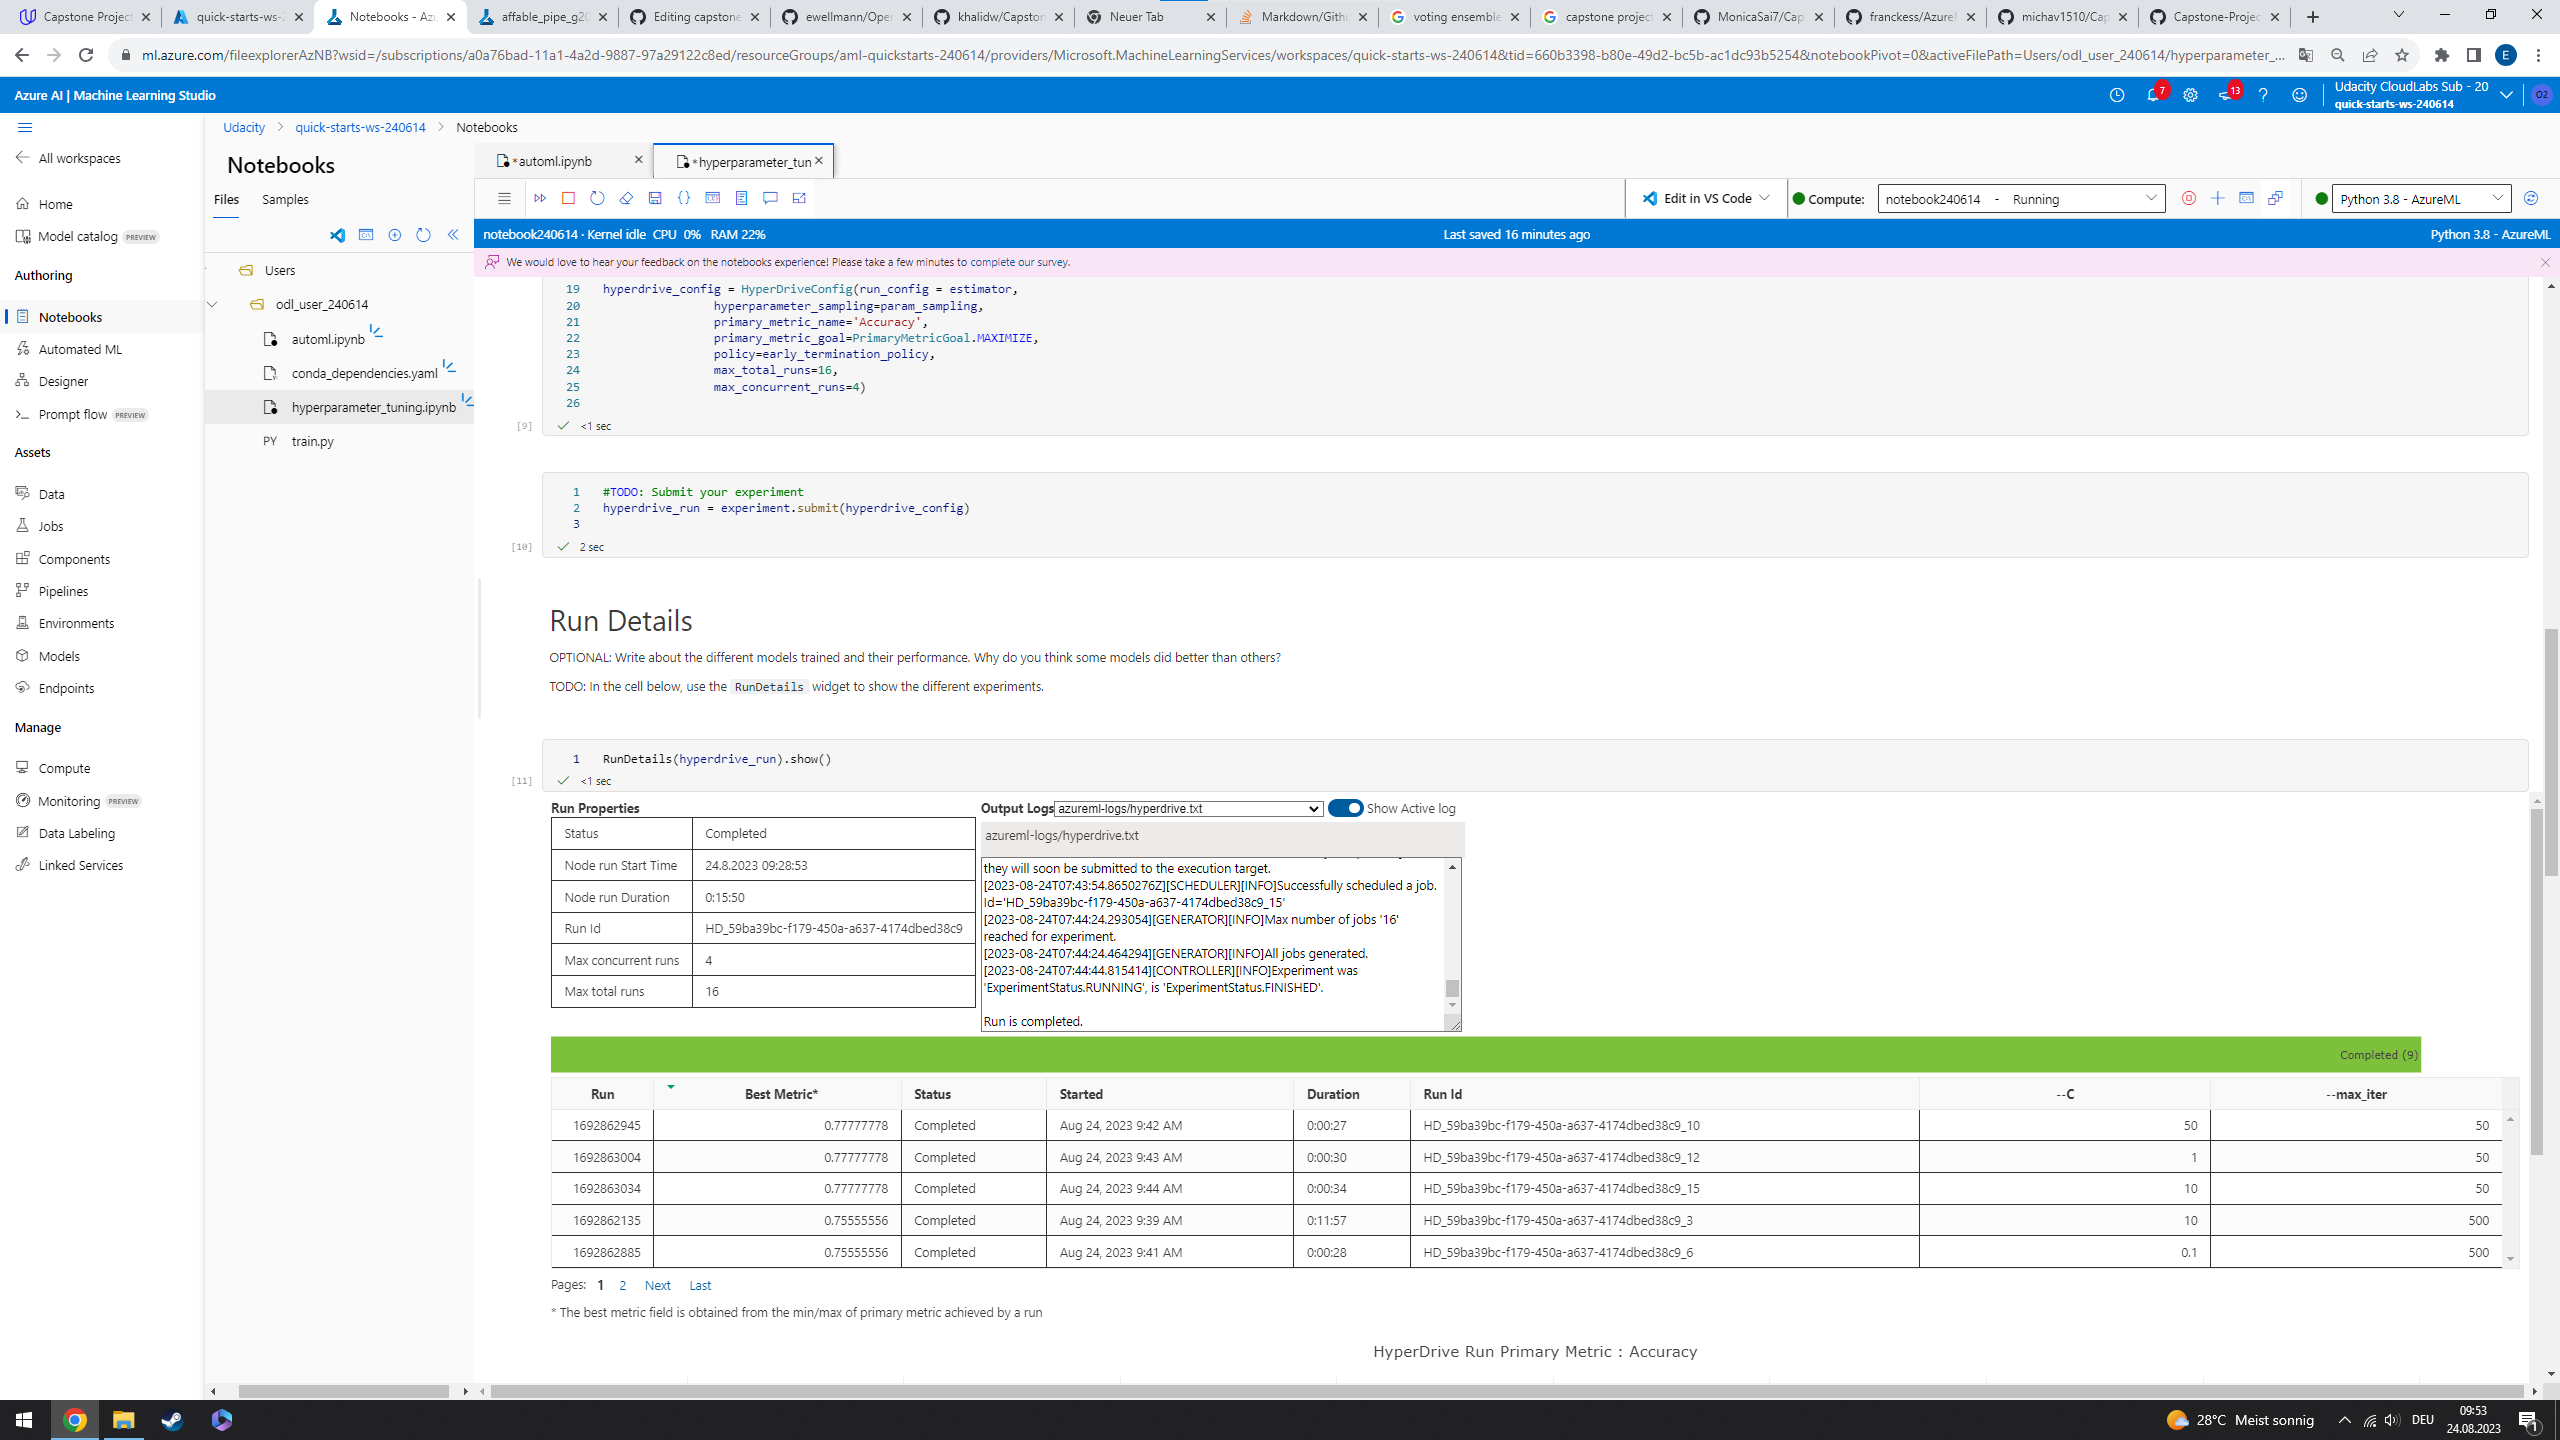 Capstone Project
quick-starts-ws-2
Notebooks - Azu
affable_pipe_g20
Editing capstone
ewellmann/Oper
khalidw/Capston
Neuer Tab
Markdown/Githu
voting ensemble
capstone project
MonicaSai7/Cap
franckess/AzureM
michav1510/Cap
Capstone-Projec
ml.azure.com/fileexplorerAzNB?wsid=/subscriptions/a0a76bad-11a1-4a2d-9887-97a29122c8ed/resourceGroups/aml-quickstarts-240614/providers/Microsoft.MachineLearningServices/workspaces/quick-starts-ws-240614&tid=660b3398-b80e-49d2-bc5b-ac1dc93b5254&notebookPivot=0&activeFilePath=Users/odl_user_240614/hyperparameter_...
E
Azure AI | Machine Learning Studio
7
13
Udacity CloudLabs Sub - 20
quick-starts-ws-240614
O2
All workspaces
Home
Model catalog PREVIEW
Authoring
Notebooks
Automated ML
Designer
Prompt flow PREVIEW
Assets
Data
Jobs
Components
Pipelines
Environments
Models
Endpoints
Manage
Compute
Monitoring PREVIEW
Data Labeling
Linked Services
Udacity > quick-starts-ws-240614 > Notebooks
Notebooks
Files Samples
Users
odl_user_240614
automl.ipynb
conda_dependencies.yaml
hyperparameter_tuning.ipynb
PY train.py
*automl.ipynb
*hyperparameter_tun
Edit in VS Code
Compute: notebook240614 - Running
Python 3.8 - AzureML
notebook240614 · Kernel idle CPU 0% RAM 22%
Last saved 16 minutes ago
Python 3.8 - AzureML
We would love to hear your feedback on the notebooks experience! Please take a few minutes to complete our survey.
19 hyperdrive_config = HyperDriveConfig(run_config = estimator,
20 hyperparameter_sampling=param_sampling,
21 primary_metric_name='Accuracy',
22 primary_metric_goal=PrimaryMetricGoal.MAXIMIZE,
23 policy=early_termination_policy,
24 max_total_runs=16,
25 max_concurrent_runs=4)
26
[9] <1 sec
1 #TODO: Submit your experiment
2 hyperdrive_run = experiment.submit(hyperdrive_config)
3
[10] 2 sec
Run Details
OPTIONAL: Write about the different models trained and their performance. Why do you think some models did better than others?
TODO: In the cell below, use the RunDetails widget to show the different experiments.
1 RunDetails(hyperdrive_run).show()
[11] <1 sec
Run Properties
Status Completed
Node run Start Time 24.8.2023 09:28:53
Node run Duration 0:15:50
Run Id HD_59ba39bc-f179-450a-a637-4174dbed38c9
Max concurrent runs 4
Max total runs 16
Output Logs azureml-logs/hyperdrive.txt Show Active log
azureml-logs/hyperdrive.txt
they will soon be submitted to the execution target.
[2023-08-24T07:43:54.8650276Z][SCHEDULER][INFO]Successfully scheduled a job.
Id='HD_59ba39bc-f179-450a-a637-4174dbed38c9_15'
[2023-08-24T07:44:24.293054][GENERATOR][INFO]Max number of jobs '16'
reached for experiment.
[2023-08-24T07:44:24.464294][GENERATOR][INFO]All jobs generated.
[2023-08-24T07:44:44.815414][CONTROLLER][INFO]Experiment was
'ExperimentStatus.RUNNING', is 'ExperimentStatus.FINISHED'.
Run is completed.
Completed (9)
Run Best Metric* Status Started Duration Run Id --C --max_iter
1692862945 0.77777778 Completed Aug 24, 2023 9:42 AM 0:00:27 HD_59ba39bc-f179-450a-a637-4174dbed38c9_10 50 50
1692863004 0.77777778 Completed Aug 24, 2023 9:43 AM 0:00:30 HD_59ba39bc-f179-450a-a637-4174dbed38c9_12 1 50
1692863034 0.77777778 Completed Aug 24, 2023 9:44 AM 0:00:34 HD_59ba39bc-f179-450a-a637-4174dbed38c9_15 10 50
1692862135 0.75555556 Completed Aug 24, 2023 9:39 AM 0:11:57 HD_59ba39bc-f179-450a-a637-4174dbed38c9_3 10 500
1692862885 0.75555556 Completed Aug 24, 2023 9:41 AM 0:00:28 HD_59ba39bc-f179-450a-a637-4174dbed38c9_6 0.1 500
Pages: 1 2 Next Last
* The best metric field is obtained from the min/max of primary metric achieved by a run
HyperDrive Run Primary Metric : Accuracy
28°C Meist sonnig
DEU
09:53
24.08.2023
1